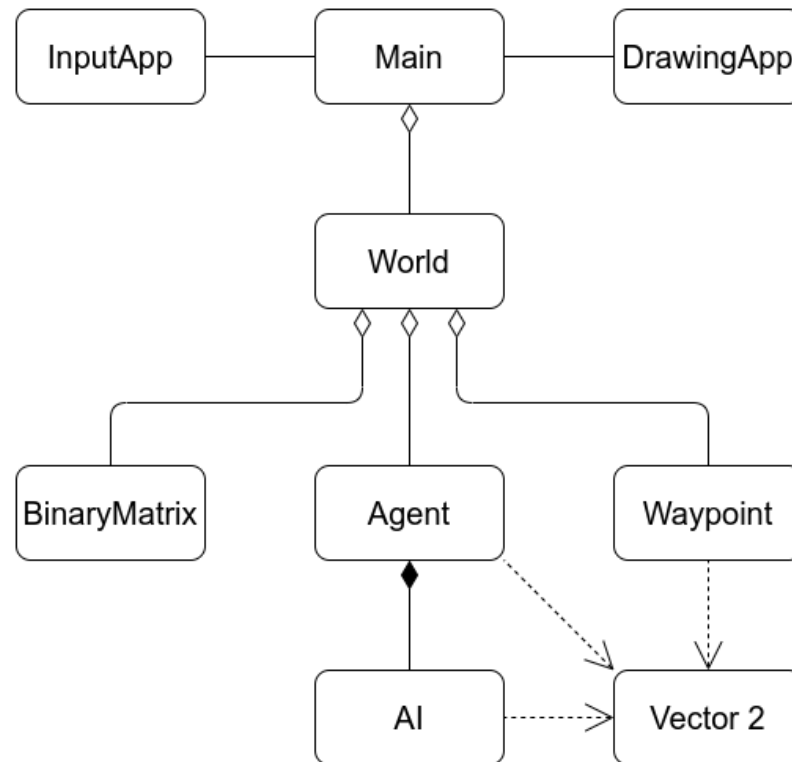 InputApp
Main
DrawingApp
World
BinaryMatrix
Agent
Waypoint
AI
Vector 2